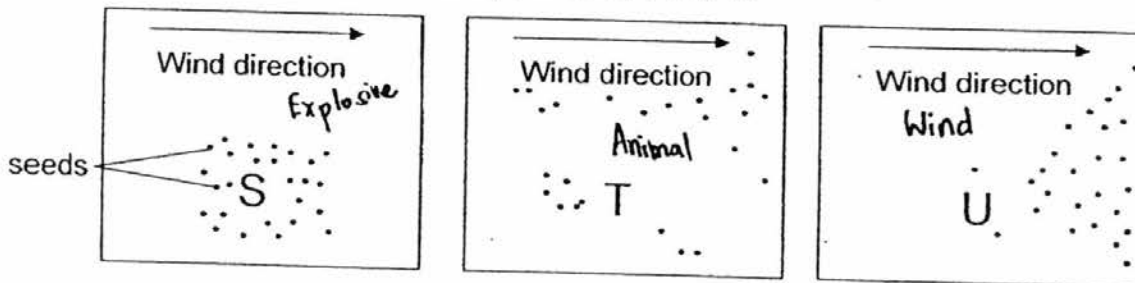 Wind direction
Explosive
seeds
S
Wind direction
Animal
T
Wind direction
Wind
U